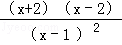 (x+2) (x-2)
(x-1)²